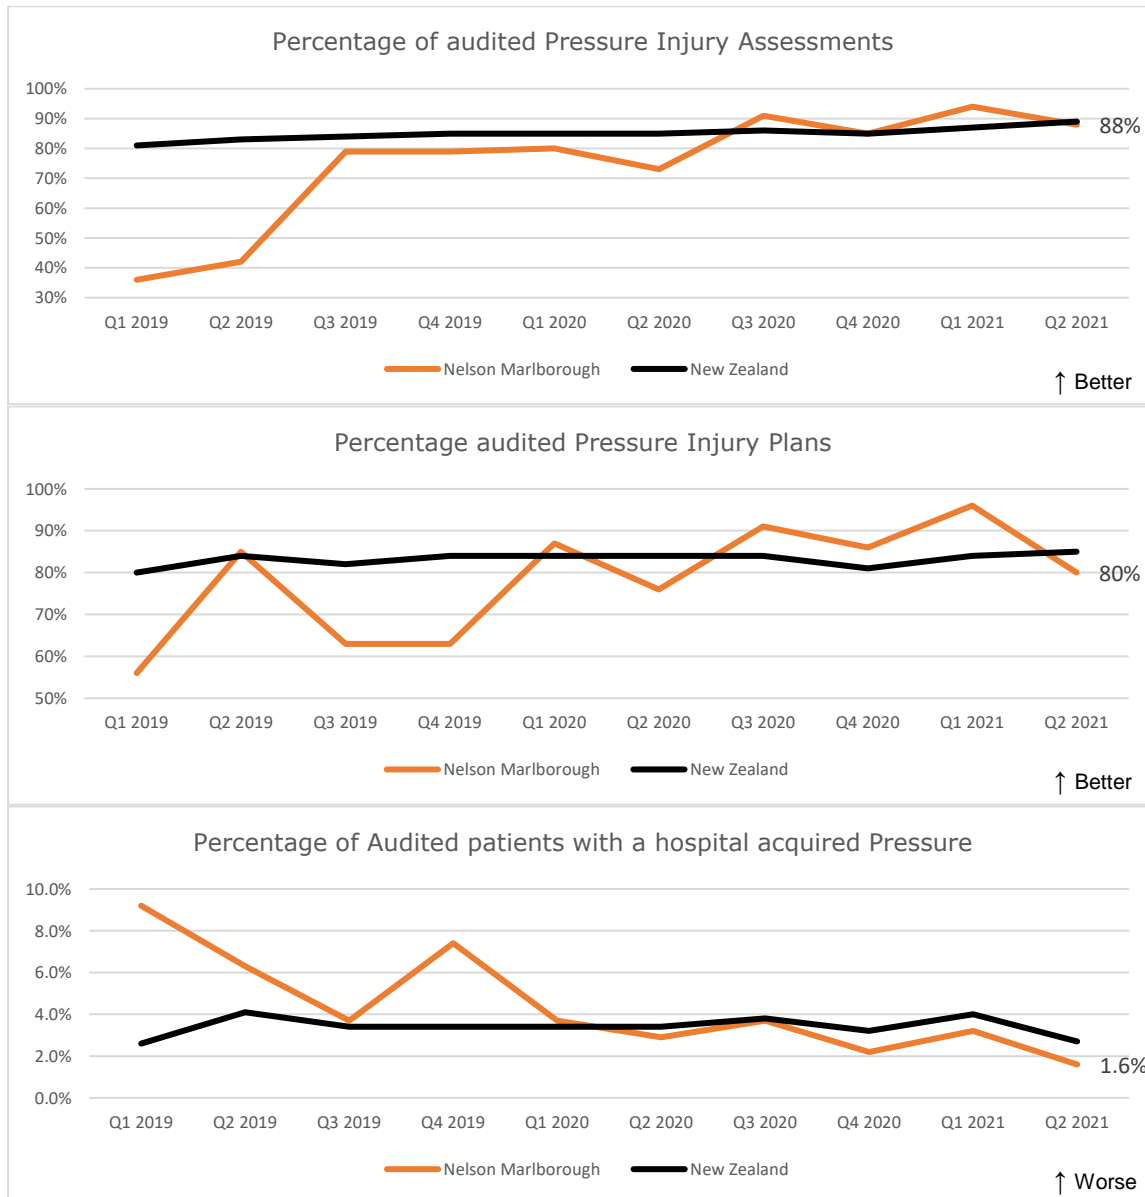 Percentage of audited Pressure Injury Assessments
100%
90%
80%
70%
60%
50%
40%
30%
88%
Q1 2019 Q2 2019 Q3 2019 Q4 2019 Q1 2020 Q2 2020 Q3 2020 Q4 2020 Q1 2021 Q2 2021
Nelson Marlborough New Zealand
↑ Better
Percentage audited Pressure Injury Plans
100%
90%
80%
70%
60%
50%
80%
Q1 2019 Q2 2019 Q3 2019 Q4 2019 Q1 2020 Q2 2020 Q3 2020 Q4 2020 Q1 2021 Q2 2021
Nelson Marlborough New Zealand
↑ Better
Percentage of Audited patients with a hospital acquired Pressure
10.0%
8.0%
6.0%
4.0%
2.0%
0.0%
1.6%
Q1 2019 Q2 2019 Q3 2019 Q4 2019 Q1 2020 Q2 2020 Q3 2020 Q4 2020 Q1 2021 Q2 2021
Nelson Marlborough New Zealand
↑ Worse